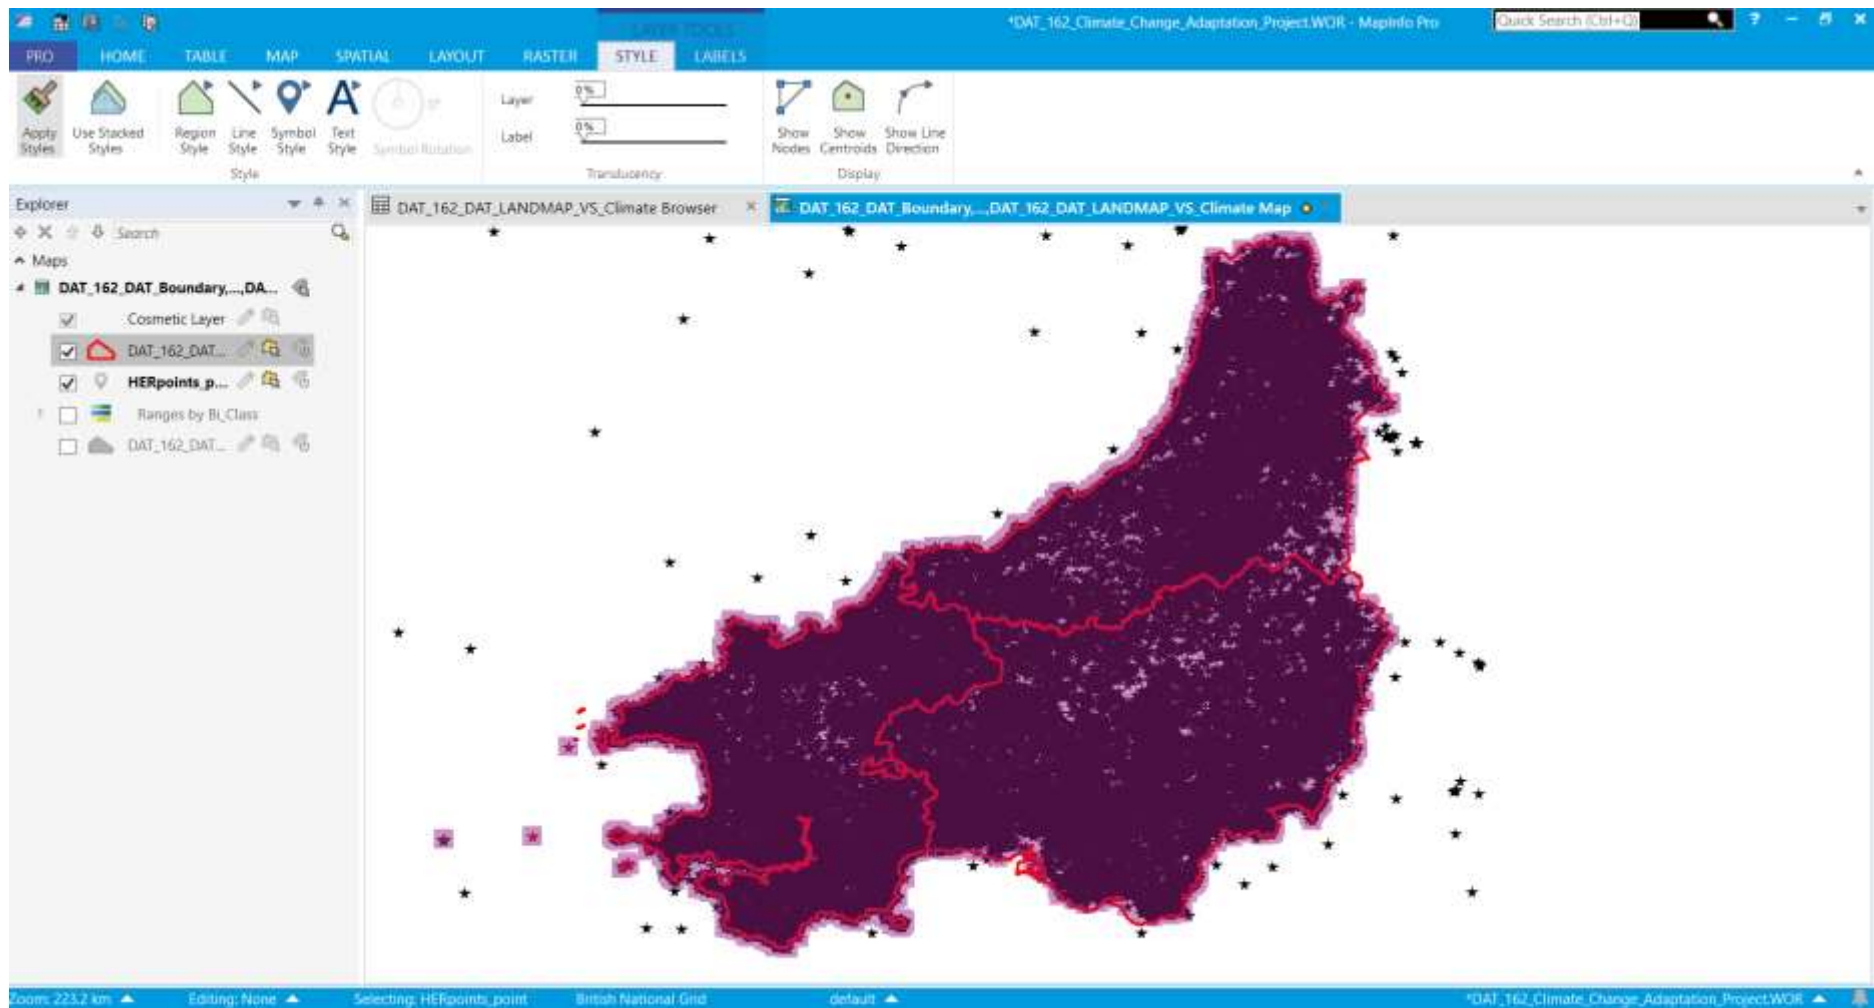 LAYER TOOLS
*DAT_162_Climate_Change_Adaptation_Project.WOR - MapInfo Pro
Quick Search (Ctrl+Q)
?
PRO HOME TABLE MAP SPATIAL LAYOUT RASTER STYLE LABELS
Apply Styles
Use Stacked Styles
Region Style
Line Style
Symbol Style
Text Style
Symbol Rotation
0°
Style
Layer 0%
Label 0%
Translucency
Show Nodes
Show Centroids
Show Line Direction
Display
Explorer
Search
Maps
DAT_162_DAT_Boundary,...,DA...
Cosmetic Layer
DAT_162_DAT...
HERpoints_p...
Ranges by Bi_Class
DAT_162_DAT...
DAT_162_DAT_LANDMAP_VS_Climate Browser
DAT_162_DAT_Boundary,...,DAT_162_DAT_LANDMAP_VS_Climate Map
Zoom: 223.2 km Editing: None Selecting: HERpoints_point British National Grid default *DAT_162_Climate_Change_Adaptation_Project.WOR